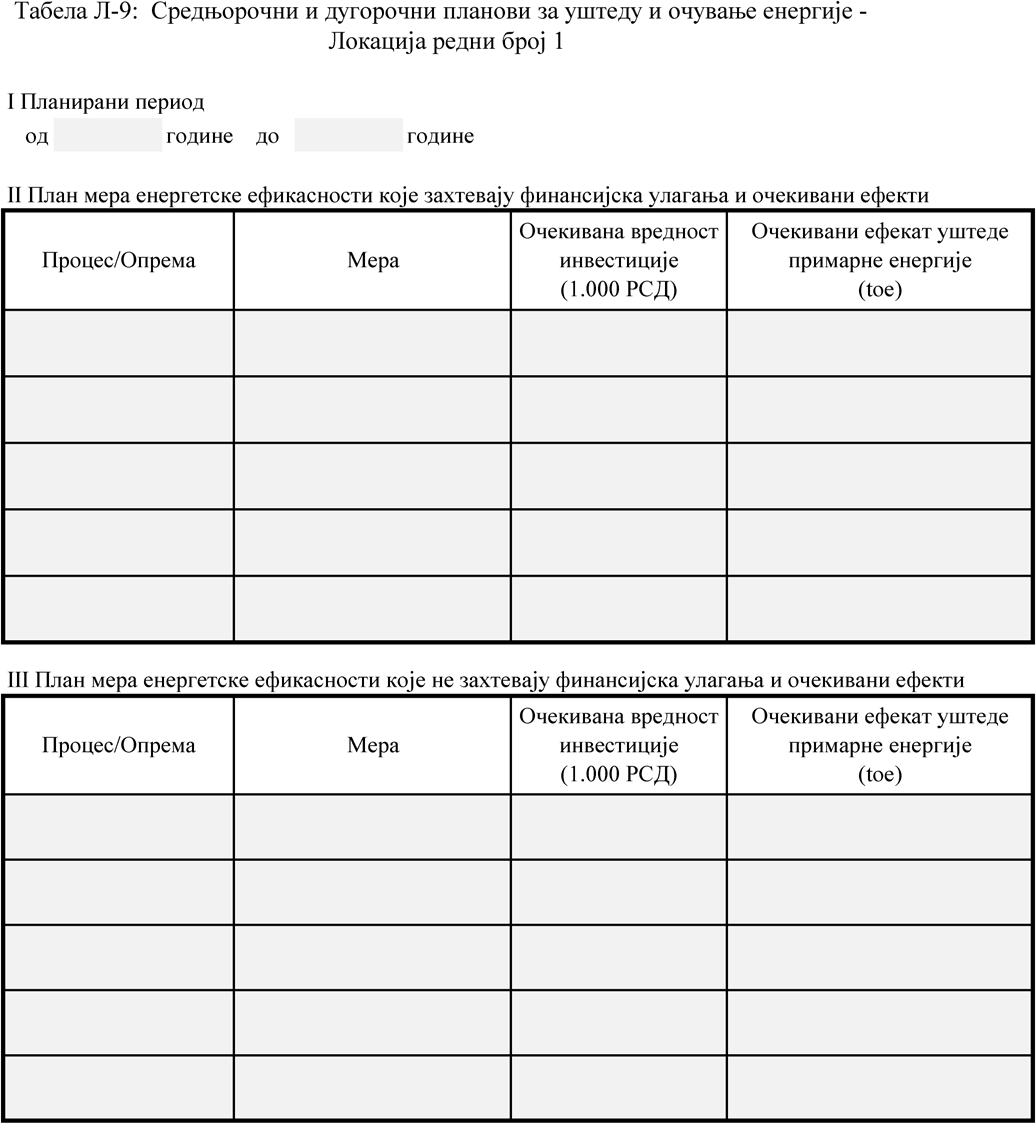 Табела Л-9:  Средњорочни и дугорочни планови за уштеду и очување енергије -
Локација редни број 1
I Планирани период
од године до године
II План мера енергетске ефикасности које захтевају финансијска улагања и очекивани ефекти
Процес/Опрема
Мера
Очекивана вредност
инвестиције
(1.000 РСД)
Очекивани ефекат уштеде
примарне енергије
(toe)
III План мера енергетске ефикасности које не захтевају финансијска улагања и очекивани ефекти
Процес/Опрема
Мера
Очекивана вредност
инвестиције
(1.000 РСД)
Очекивани ефекат уштеде
примарне енергије
(toe)